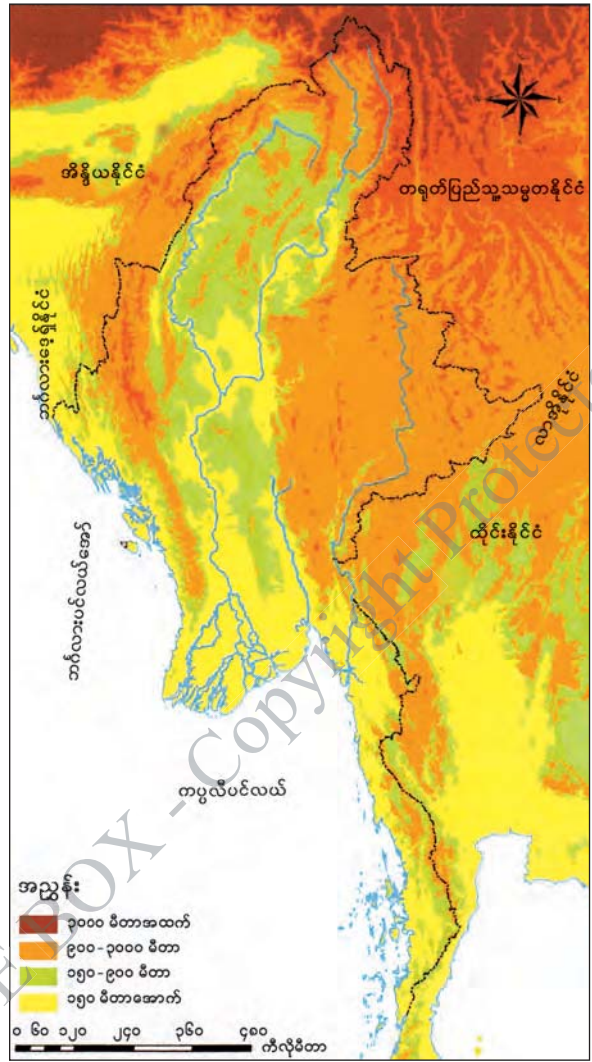 အိန္ဒိယနိုင်ငံ
တရုတ်ပြည်သူ့သမ္မတနိုင်ငံ
ဘင်္ဂလားဒေ့ရှ်နိုင်ငံ
လာအိုနိုင်ငံ
ထိုင်းနိုင်ငံ
ဘင်္ဂလားပင်လယ်အော်
ကပ္ပလီပင်လယ်
အညွှန်း
၃၀၀၀ မီတာအထက်
၉၀၀ - ၃၀၀၀ မီတာ
၁၅၀ - ၉၀၀ မီတာ
၁၅၀ မီတာအောက်
၀ ၆၀ ၁၂၀ ၂၄၀ ၃၆၀ ၄၈၀
ကီလိုမီတာ
E BOX - Copyright Protec